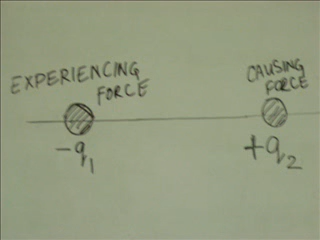 EXPERIENCING
FORCE
-q1
CAUSING
FORCE
+q2